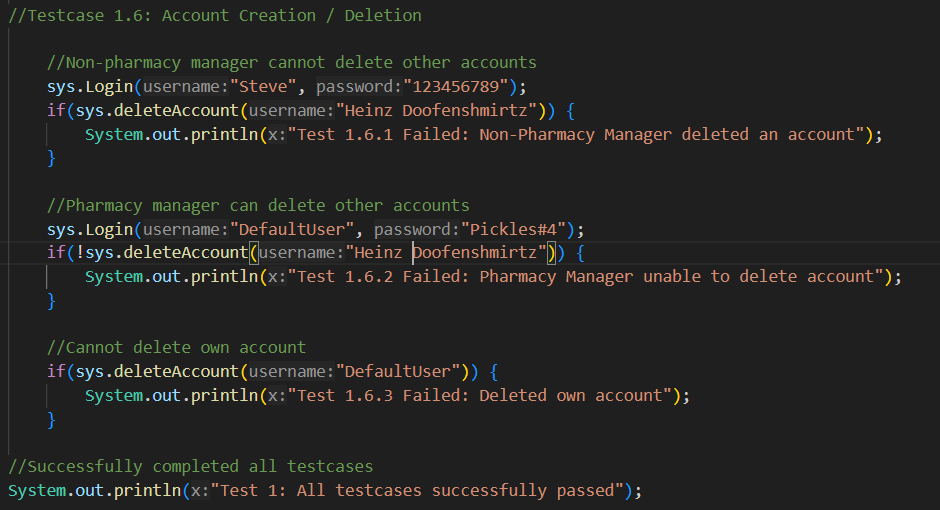 //Testcase 1.6: Account Creation / Deletion
//Non-pharmacy manager cannot delete other accounts
sys.Login(username:"Steve", password:"123456789");
if(sys.deleteAccount(username:"Heinz Doofenshmirtz")) {
System.out.println(x:"Test 1.6.1 Failed: Non-Pharmacy Manager deleted an account");
}
//Pharmacy manager can delete other accounts
sys.Login(username:"DefaultUser", password:"Pickles#4");
if(!sys.deleteAccount(username:"Heinz Doofenshmirtz")) {
System.out.println(x:"Test 1.6.2 Failed: Pharmacy Manager unable to delete account");
}
//Cannot delete own account
if(sys.deleteAccount(username:"DefaultUser")) {
System.out.println(x:"Test 1.6.3 Failed: Deleted own account");
}
//Successfully completed all testcases
System.out.println(x:"Test 1: All testcases successfully passed");